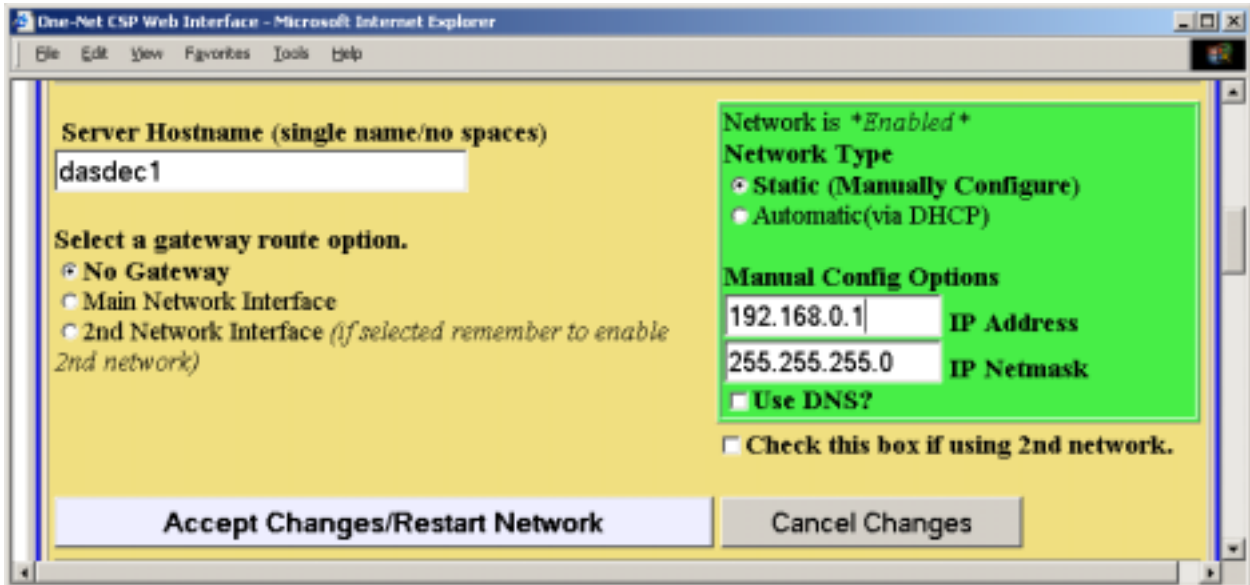 One-Net CSP Web Interface - Microsoft Internet Explorer
File Edit View Favorites Tools Help
Server Hostname (single name/no spaces)
dasdec1
Select a gateway route option.
No Gateway
Main Network Interface
2nd Network Interface (if selected remember to enable
2nd network)
Network is *Enabled*
Network Type
Static (Manually Configure)
Automatic(via DHCP)
Manual Config Options
192.168.0.1 IP Address
255.255.255.0 IP Netmask
Use DNS?
Check this box if using 2nd network.
Accept Changes/Restart Network
Cancel Changes